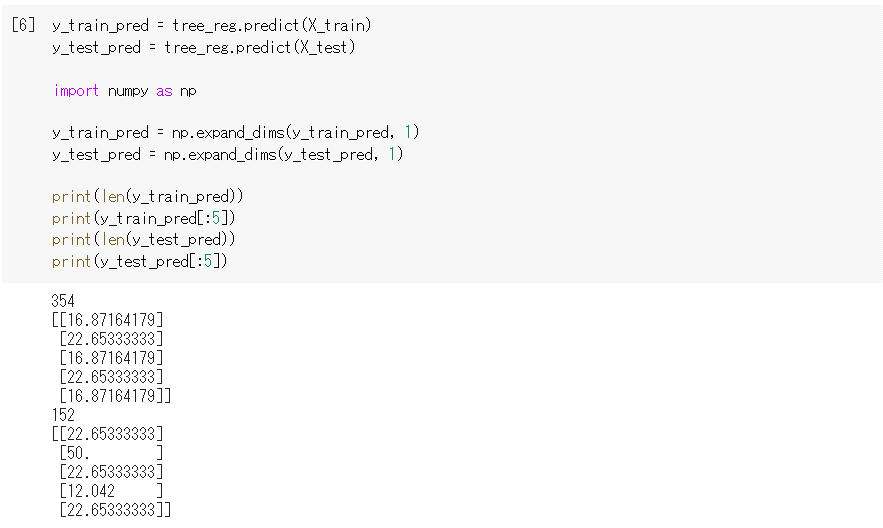 [6] y_train_pred = tree_reg.predict(X_train)
y_test_pred = tree_reg.predict(X_test)
import numpy as np
y_train_pred = np.expand_dims(y_train_pred, 1)
y_test_pred = np.expand_dims(y_test_pred, 1)
print(len(y_train_pred))
print(y_train_pred[:5])
print(len(y_test_pred))
print(y_test_pred[:5])
354
[[16.87164179]
[22.65333333]
[16.87164179]
[22.65333333]
[16.87164179]]
152
[[22.65333333]
[50.        ]
[22.65333333]
[12.042     ]
[22.65333333]]